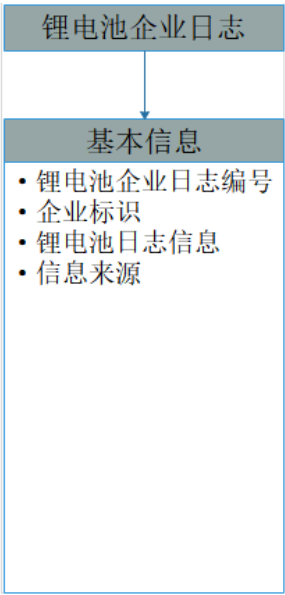 锂电池企业日志
基本信息
• 锂电池企业日志编号
• 企业标识
• 锂电池日志信息
• 信息来源